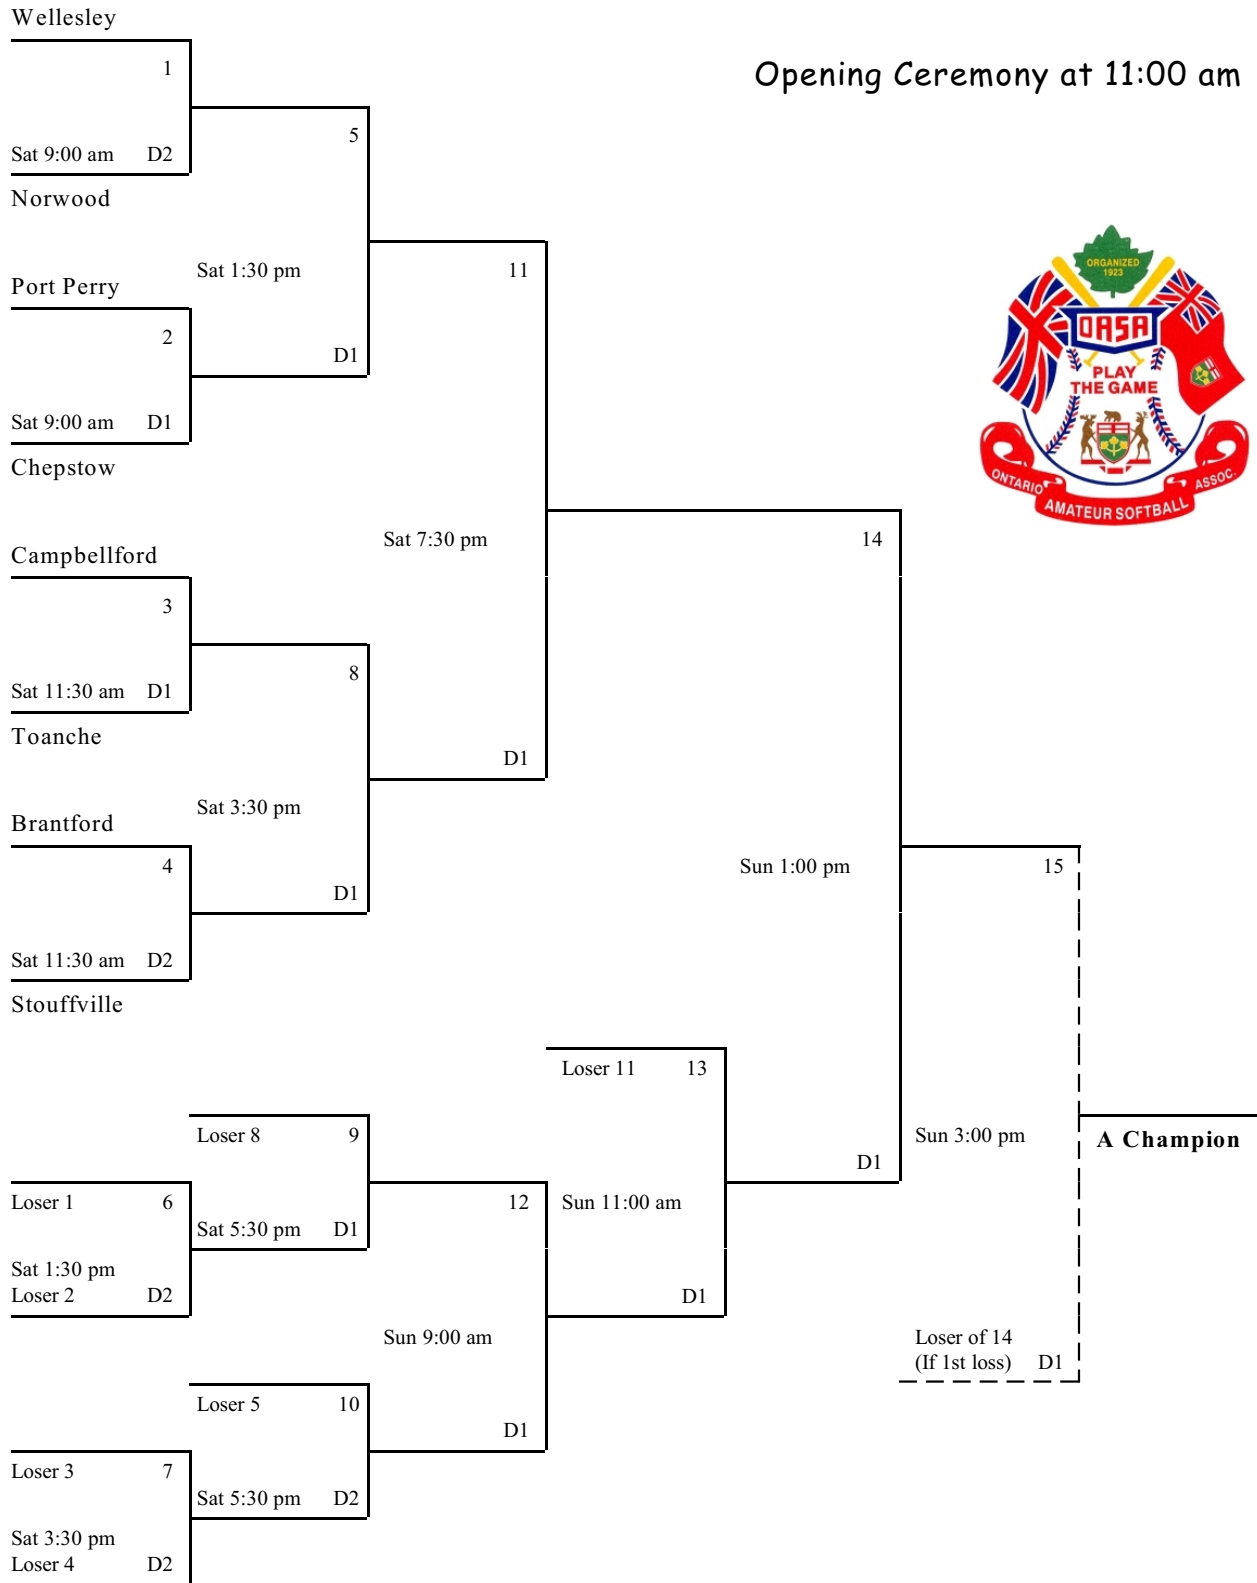 Wellesley
1
Opening Ceremony at 11:00 am
5
Sat 9:00 am D2
Norwood
Sat 1:30 pm
11
Port Perry
2
D1
Sat 9:00 am D1
Chepstow
ORGANIZED
1923
OASA
PLAY
THE GAME
ONTARIO
AMATEUR SOFTBALL
ASSOC.
Sat 7:30 pm
14
Campbellford
3
8
Sat 11:30 am D1
Toanche
D1
Sat 3:30 pm
Brantford
4
Sun 1:00 pm
15
D1
Sat 11:30 am D2
Stouffville
Loser 11 13
Loser 8 9
Sun 3:00 pm
A Champion
D1
Loser 1 6
12
Sun 11:00 am
Sat 5:30 pm D1
Sat 1:30 pm
Loser 2 D2
D1
Sun 9:00 am
Loser of 14
(If 1st loss) D1
Loser 5 10
D1
Loser 3 7
Sat 5:30 pm D2
Sat 3:30 pm
Loser 4 D2